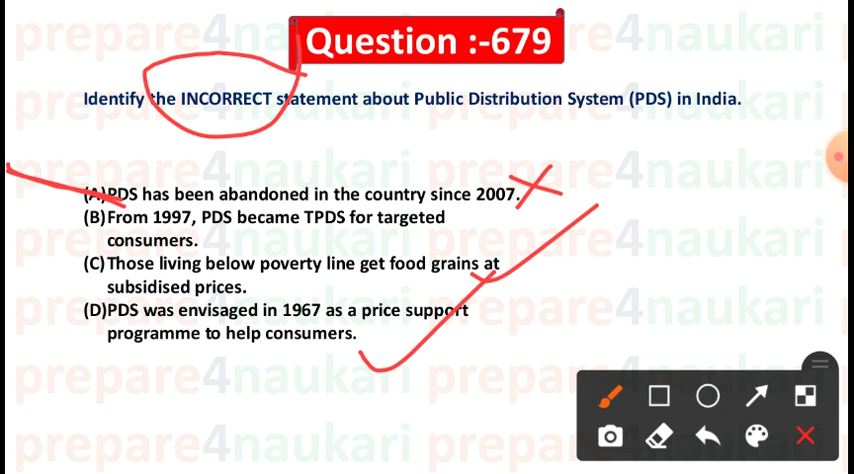 Question :-679
Identify the INCORRECT statement about Public Distribution System (PDS) in India.
(A)PDS has been abandoned in the country since 2007.
(B)From 1997, PDS became TPDS for targeted
consumers.
(C)Those living below poverty line get food grains at
subsidised prices.
(D)PDS was envisaged in 1967 as a price support
programme to help consumers.
prepare4naukari